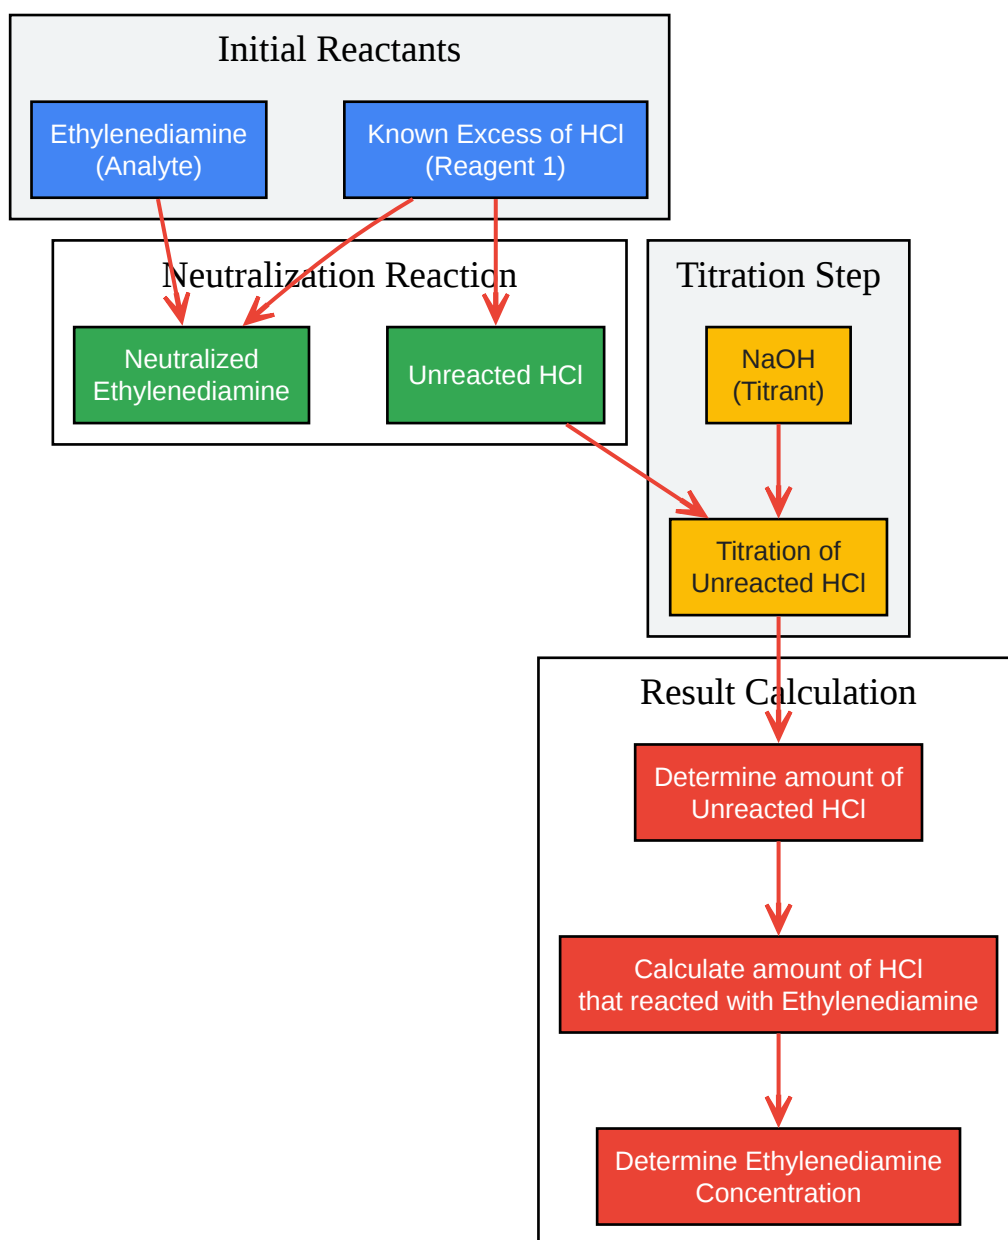 Initial Reactants
Ethylenediamine
(Analyte)
Known Excess of HCl
(Reagent 1)
Neutralization Reaction
Neutralized
Ethylenediamine
Unreacted HCl
Titration Step
NaOH
(Titrant)
Titration of
Unreacted HCl
Result Calculation
Determine amount of
Unreacted HCl
Calculate amount of HCl
that reacted with Ethylenediamine
Determine Ethylenediamine
Concentration